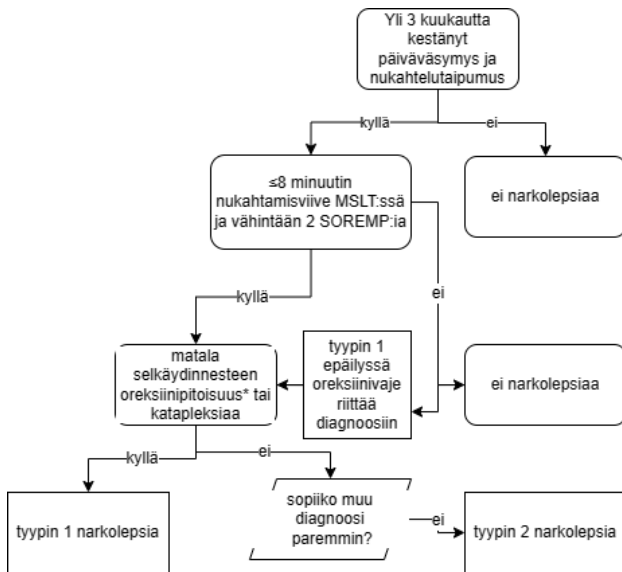 Yli 3 kuukautta
kestänyt
päiväväsymys ja
nukahtelutaipumus
kyllä
ei
≤8 minuutin
nukahtamisviive MSLT:ssä
ja vähintään 2 SOREMP:ia
ei narkolepsiaa
kyllä
ei
matala
selkäydinnesteen
oreksiinipitoisuus* tai
katapleksiaa
tyypin 1
epäilyssä
oreksiinivaje
riittää
diagnoosiin
ei narkolepsiaa
kyllä
ei
tyypin 1 narkolepsia
sopiiko muu
diagnoosi
paremmin?
ei
tyypin 2 narkolepsia